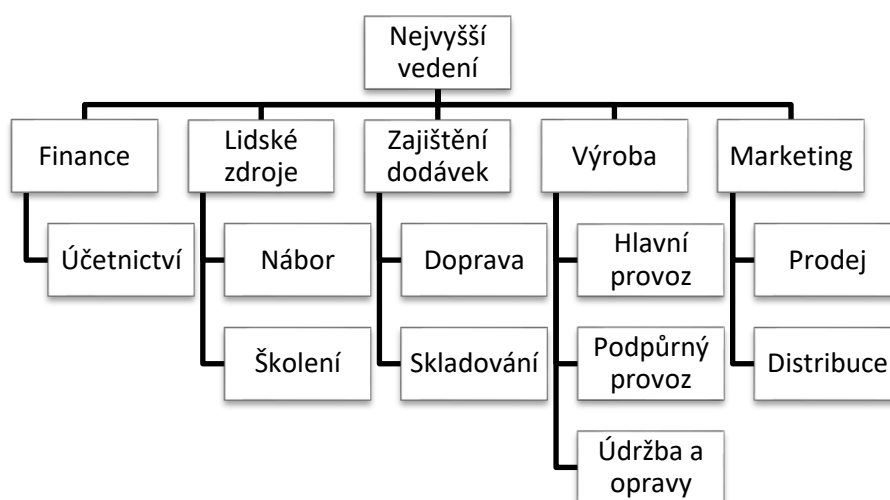 Nejvyšší
vedení
Finance
Lidské
zdroje
Zajištění
dodávek
Výroba
Marketing
Účetnictví
Nábor
Doprava
Hlavní
provoz
Prodej
Školení
Skladování
Podpůrný
provoz
Distribuce
Údržba a
opravy